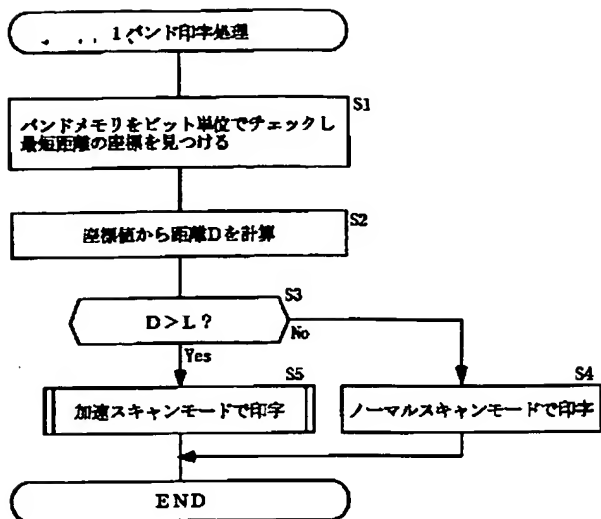 1バンド印字処理
S1
バンドメモリをビット単位でチェックし
最短距離の座標を見つける
S2
座標値から距離Dを計算
S3
D>L?
No
Yes
S5
加速スキャンモードで印字
S4
ノーマルスキャンモードで印字
END